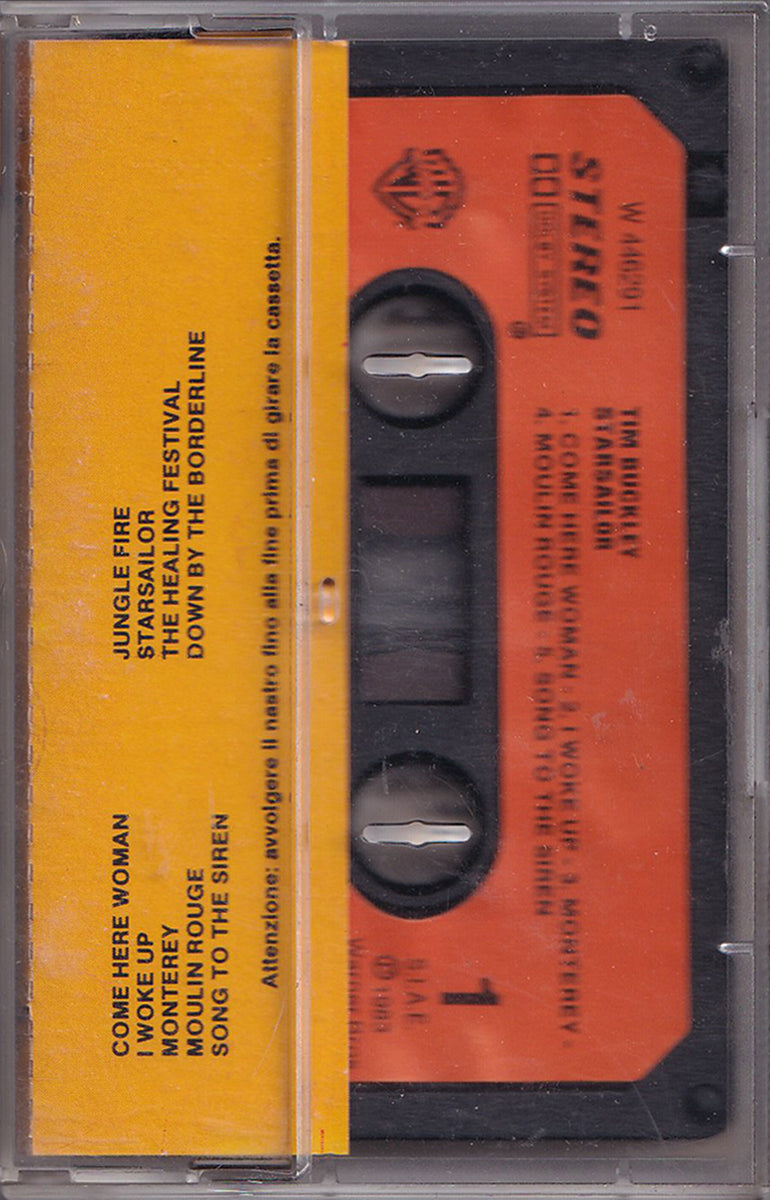 COME HERE WOMAN
I WOKE UP
MONTEREY
MOULIN ROUGE
SONG TO THE SIREN
JUNGLE FIRE
STARSAILOR
THE HEALING FESTIVAL
DOWN BY THE BORDERLINE
Attenzione: avvolgere il nastro fino alla fine prima di girare la cassetta.
W 446201
STEREO
TIM BUCKLEY
STARSAILOR
1. COME HERE WOMAN - 2. I WOKE UP - 3. MONTEREY -
4. MOULIN ROUGE - 5. SONG TO THE SIREN
1